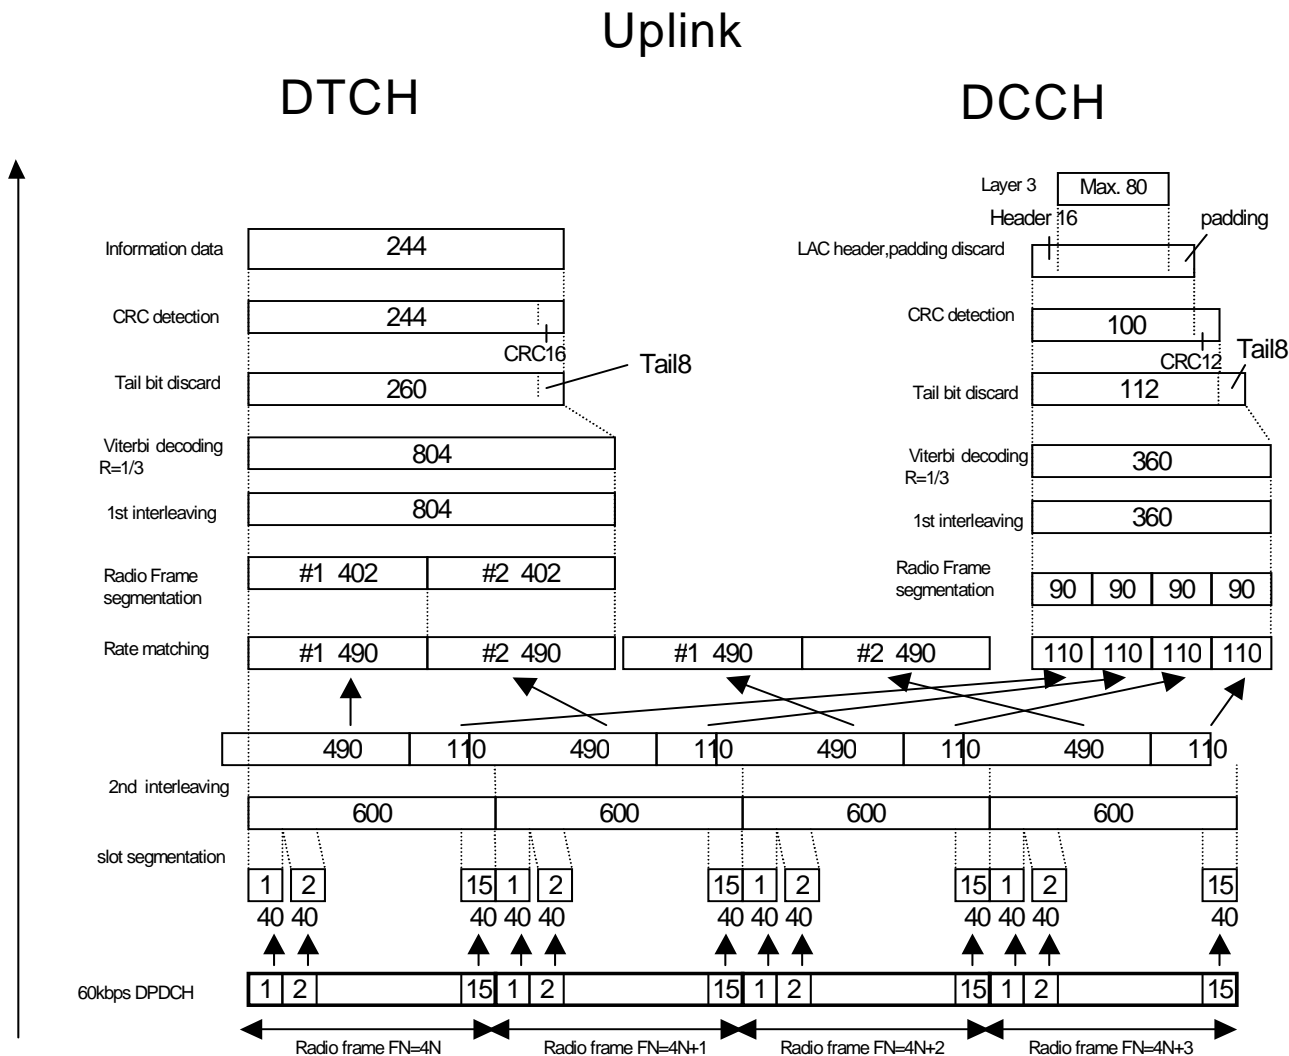 Uplink
DTCH
DCCH
Layer 3
Max. 80
Header 16
padding
Information data
244
LAC header,padding discard
CRC detection
244
CRC16
CRC detection
100
CRC12
Tail8
Tail8
Tail bit discard
260
Tail bit discard
112
Viterbi decoding
R=1/3
804
Viterbi decoding
R=1/3
360
1st interleaving
804
1st interleaving
360
Radio Frame
segmentation
#1 402
#2 402
Radio Frame
segmentation
90 90 90 90
Rate matching
#1 490
#2 490
#1 490
#2 490
110 110 110 110
490 110 490 110 490 110 490 110
2nd interleaving
600 600 600 600
slot segmentation
1 2 15 1 2 15 1 2 15 1 2 15
40 40 40 40 40 40 40 40 40 40 40 40
60kbps DPDCH
1 2 15 1 2 15 1 2 15 1 2 15
Radio frame FN=4N
Radio frame FN=4N+1
Radio frame FN=4N+2
Radio frame FN=4N+3